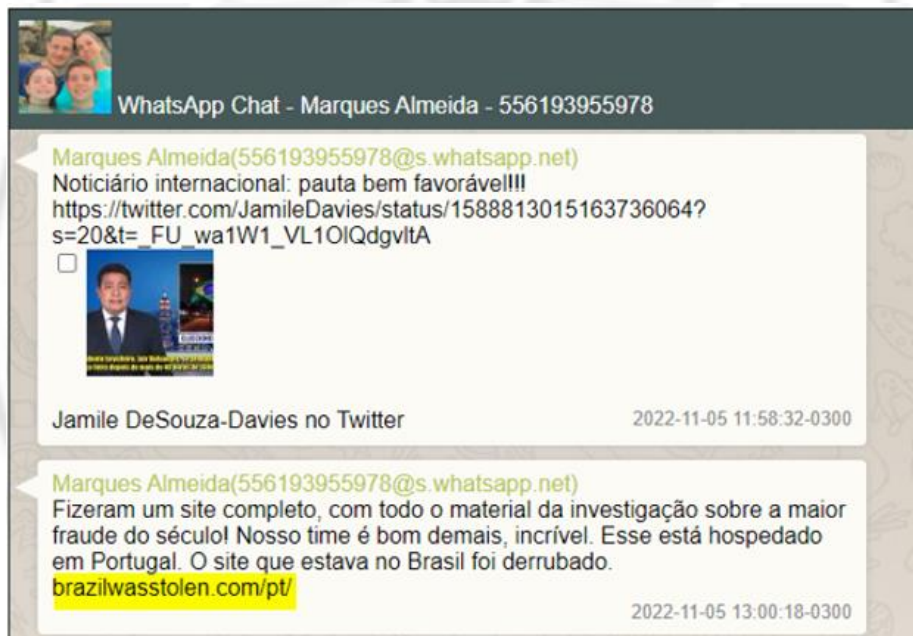 WhatsApp Chat - Marques Almeida - 556193955978
Marques Almeida(556193955978@s.whatsapp.net)
Noticiário internacional: pauta bem favorável!!!
https://twitter.com/JamileDavies/status/1588813015163736064?
s=20&t=_FU_wa1W1_VL1OlQdgvltA
Jamile DeSouza-Davies no Twitter
2022-11-05 11:58:32-0300
Marques Almeida(556193955978@s.whatsapp.net)
Fizeram um site completo, com todo o material da investigação sobre a maior
fraude do século! Nosso time é bom demais, incrível. Esse está hospedado
em Portugal. O site que estava no Brasil foi derrubado.
brazilwasstolen.com/pt/
2022-11-05 13:00:18-0300